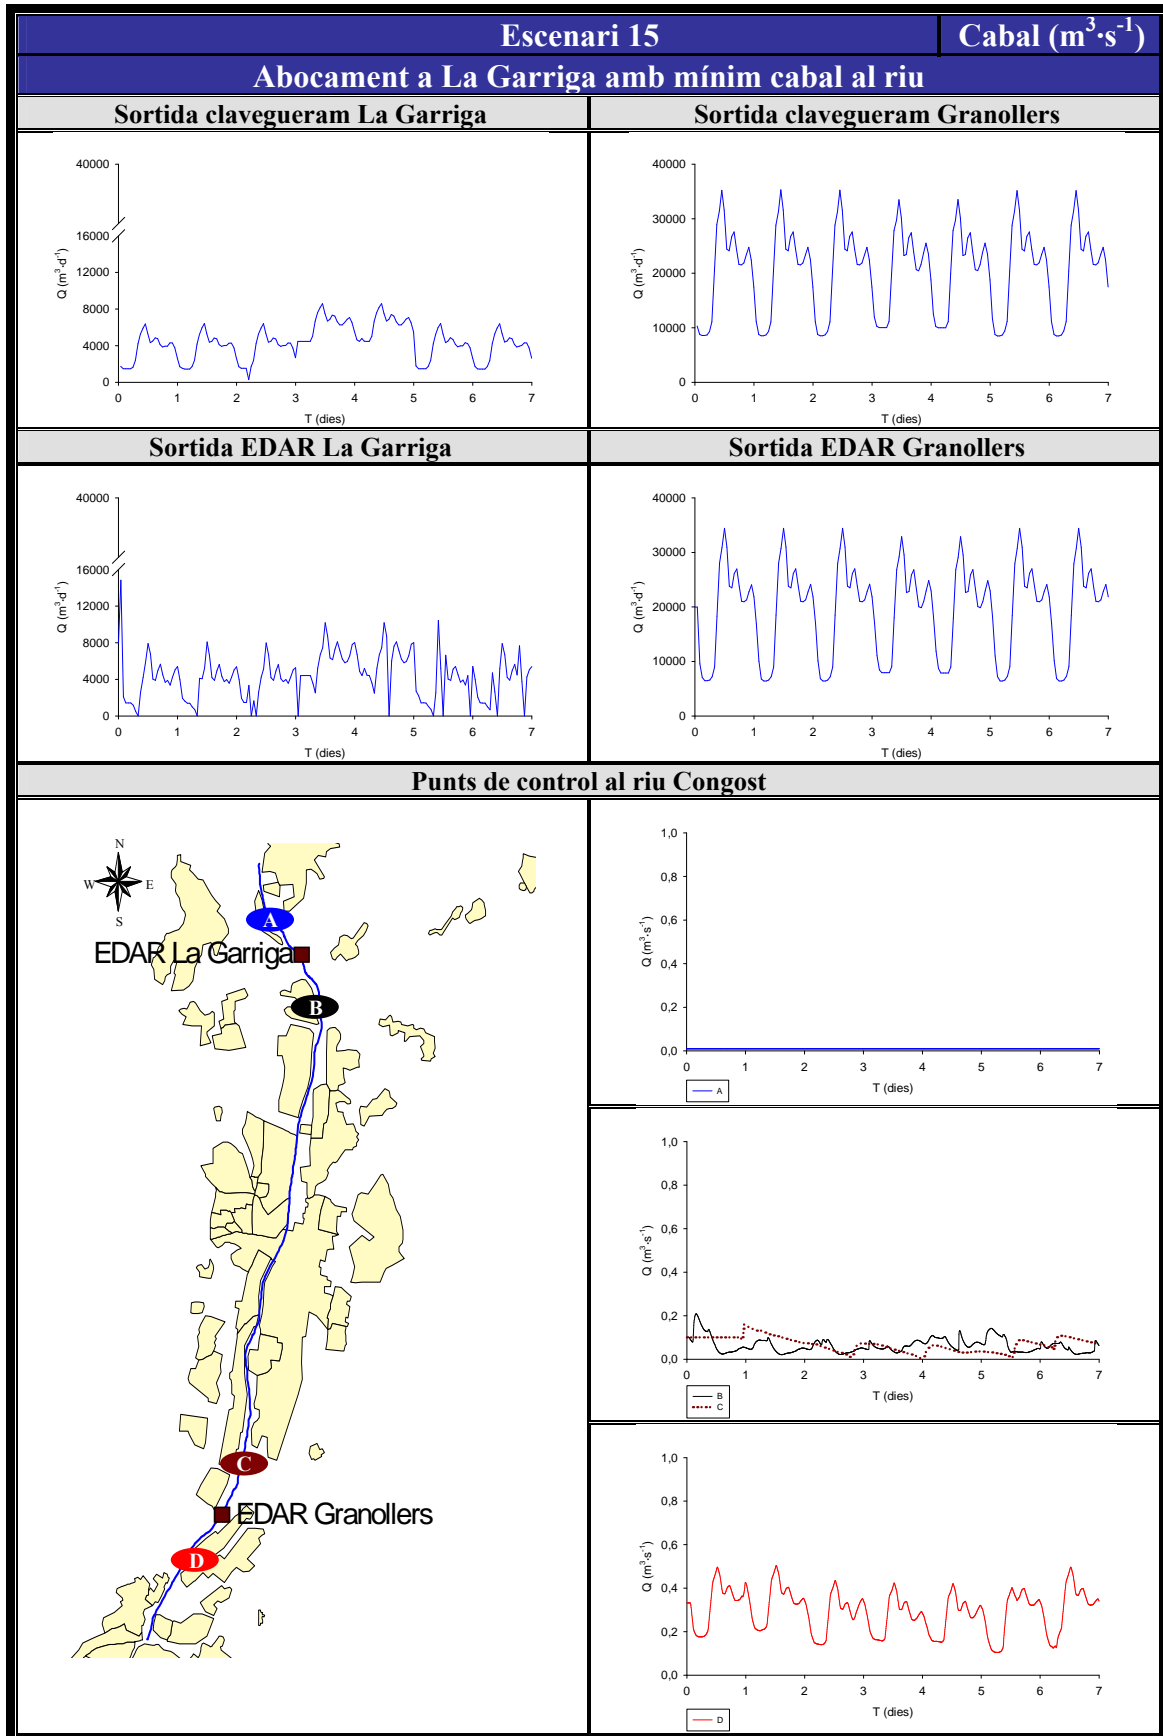 Escenari 15
Cabal (m³·s⁻¹)
Abocament a La Garriga amb mínim cabal al riu
Sortida clavegueram La Garriga
Sortida clavegueram Granollers
40000
16000
12000
8000
4000
0
Q (m³·d⁻¹)
0 1 2 3 4 5 6 7
T (dies)
40000
30000
20000
10000
0
Q (m³·d⁻¹)
0 1 2 3 4 5 6 7
T (dies)
Sortida EDAR La Garriga
Sortida EDAR Granollers
40000
16000
12000
8000
4000
0
Q (m³·d⁻¹)
0 1 2 3 4 5 6 7
T (dies)
40000
30000
20000
10000
0
Q (m³·d⁻¹)
0 1 2 3 4 5 6 7
T (dies)
Punts de control al riu Congost
N
W E
S
A
EDAR La Garriga
B
C
EDAR Granollers
D
1,0
0,8
0,6
0,4
0,2
0,0
Q (m³·s⁻¹)
0 1 2 3 4 5 6 7
T (dies)
A
1,0
0,8
0,6
0,4
0,2
0,0
Q (m³·s⁻¹)
0 1 2 3 4 5 6 7
T (dies)
B
C
1,0
0,8
0,6
0,4
0,2
0,0
Q (m³·s⁻¹)
0 1 2 3 4 5 6 7
T (dies)
D